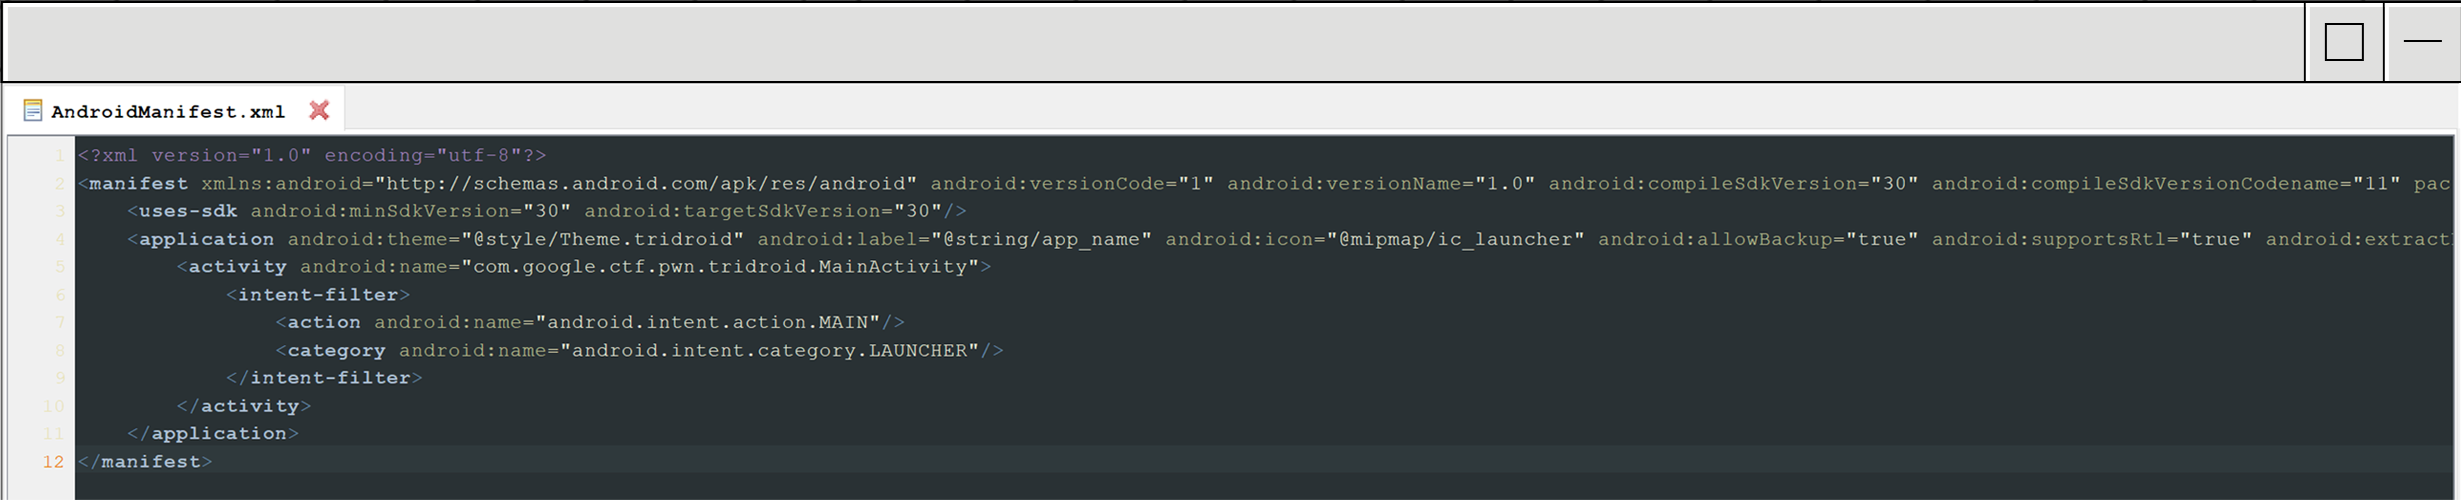 AndroidManifest.xml
1 <?xml version="1.0" encoding="utf-8"?>
2 <manifest xmlns:android="http://schemas.android.com/apk/res/android" android:versionCode="1" android:versionName="1.0" android:compileSdkVersion="30" android:compileSdkVersionCodename="11" pac
3 <uses-sdk android:minSdkVersion="30" android:targetSdkVersion="30"/>
4 <application android:theme="@style/Theme.tridroid" android:label="@string/app_name" android:icon="@mipmap/ic_launcher" android:allowBackup="true" android:supportsRtl="true" android:extract
5 <activity android:name="com.google.ctf.pwn.tridroid.MainActivity">
6 <intent-filter>
7 <action android:name="android.intent.action.MAIN"/>
8 <category android:name="android.intent.category.LAUNCHER"/>
9 </intent-filter>
10 </activity>
11 </application>
12 </manifest>